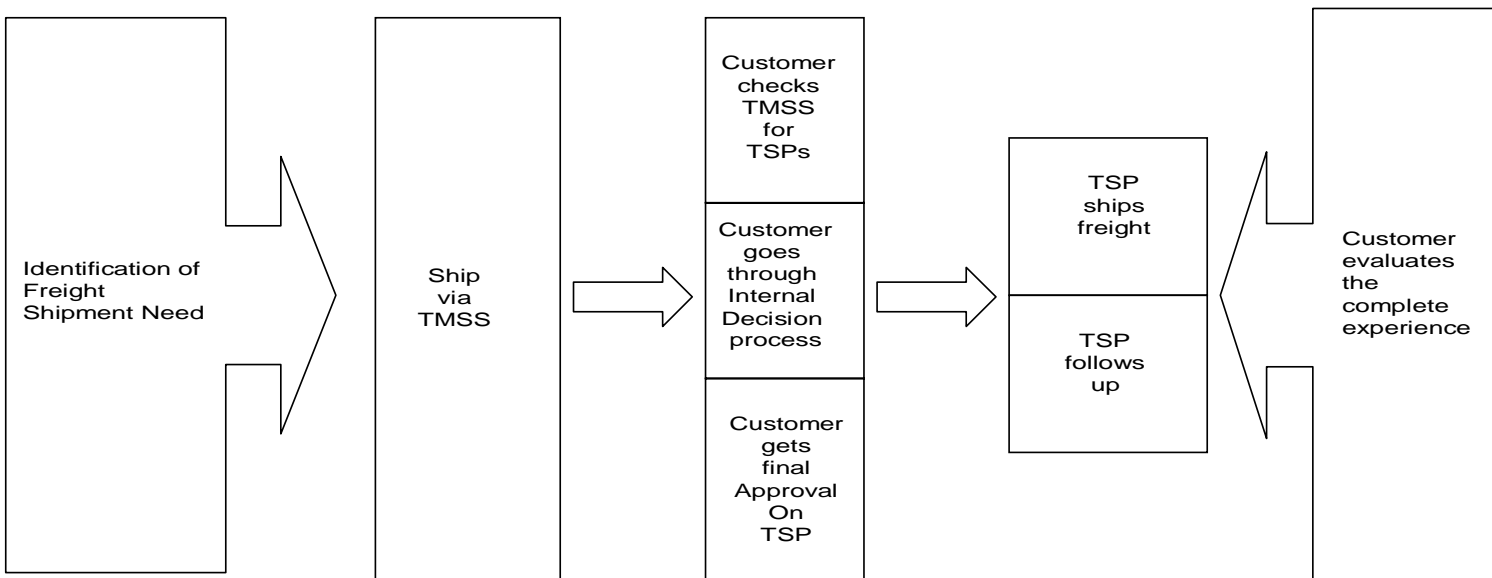 Identification of
Freight
Shipment Need
Ship
via
TMSS
Customer
checks
TMSS
for
TSPs
Customer
goes
through
Internal
Decision
process
Customer
gets
final
Approval
On
TSP
TSP
ships
freight
TSP
follows
up
Customer
evaluates
the
complete
experience